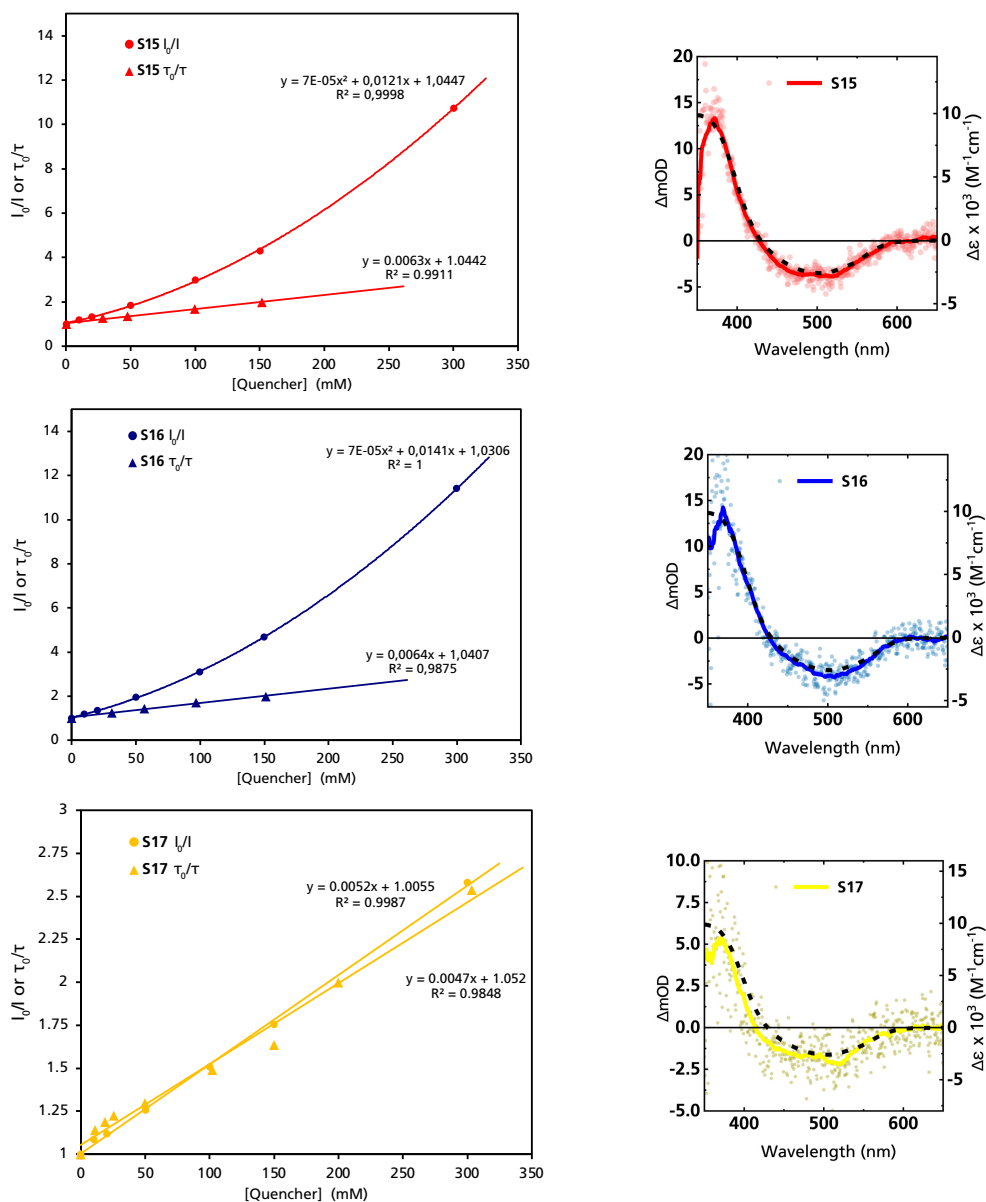 14
12
10
8
6
4
2
0
I₀/I or τ₀/τ
S15 I₀/I
S15 τ₀/τ
y = 7E-05x² + 0,0121x + 1,0447
R² = 0,9998
y = 0.0063x + 1.0442
R² = 0.9911
0 50 100 150 200 250 300 350
[Quencher] (mM)
20
15
10
5
0
-5
ΔmOD
S15
10
5
0
-5
Δε x 10³ (M⁻¹cm⁻¹)
400 500 600
Wavelength (nm)
14
12
10
8
6
4
2
0
I₀/I or τ₀/τ
S16 I₀/I
S16 τ₀/τ
y = 7E-05x² + 0,0141x + 1,0306
R² = 1
y = 0,0064x + 1,0407
R² = 0,9875
0 50 100 150 200 250 300 350
[Quencher] (mM)
20
15
10
5
0
-5
ΔmOD
S16
10
5
0
-5
Δε x 10³ (M⁻¹cm⁻¹)
400 500 600
Wavelength (nm)
3
2.75
2.5
2.25
2
1.75
1.5
1.25
1
I₀/I or τ₀/τ
S17 I₀/I
S17 τ₀/τ
y = 0.0052x + 1.0055
R² = 0.9987
y = 0.0047x + 1.052
R² = 0.9848
0 50 100 150 200 250 300 350
[Quencher] (mM)
10.0
7.5
5.0
2.5
0.0
-2.5
-5.0
ΔmOD
S17
15
10
5
0
-5
Δε x 10³ (M⁻¹cm⁻¹)
400 500 600
Wavelength (nm)